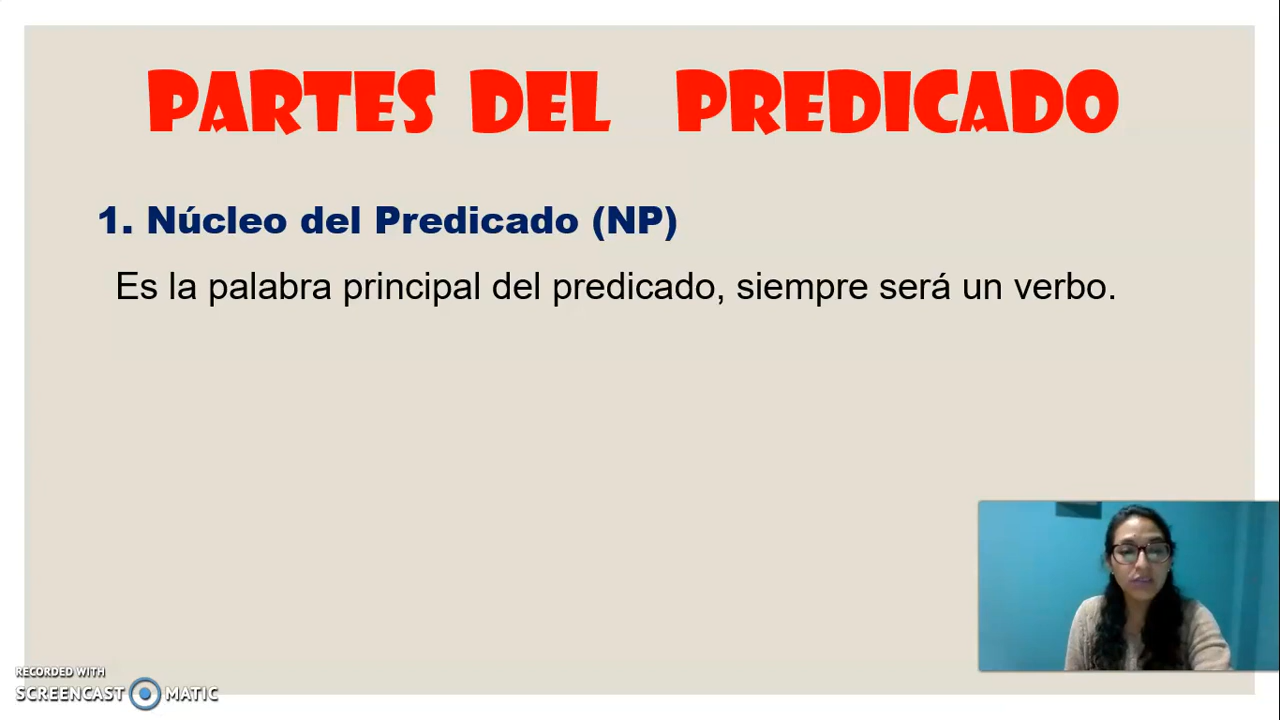 PARTES DEL PREDICADO
1. Núcleo del Predicado (NP)
Es la palabra principal del predicado, siempre será un verbo.
RECORDED WITH
SCREENCAST MATIC